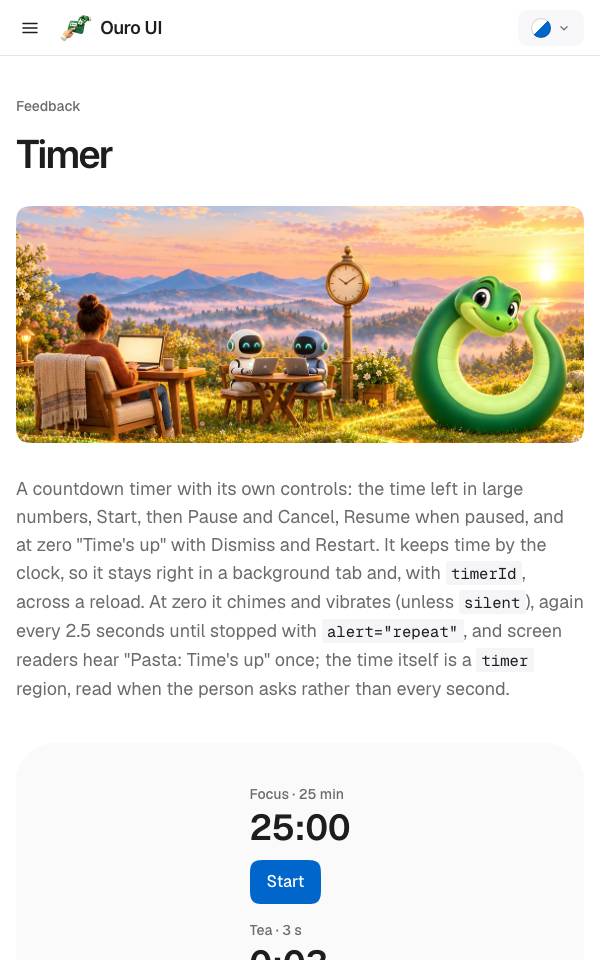 Ouro UI
Feedback
Timer
A countdown timer with its own controls: the time left in large
numbers, Start, then Pause and Cancel, Resume when paused, and
at zero "Time's up" with Dismiss and Restart. It keeps time by the
clock, so it stays right in a background tab and, with timerId,
across a reload. At zero it chimes and vibrates (unless silent), again
every 2.5 seconds until stopped with alert="repeat", and screen
readers hear "Pasta: Time's up" once; the time itself is a timer
region, read when the person asks rather than every second.
Focus · 25 min
25:00
Start
Tea · 3 s
0:03